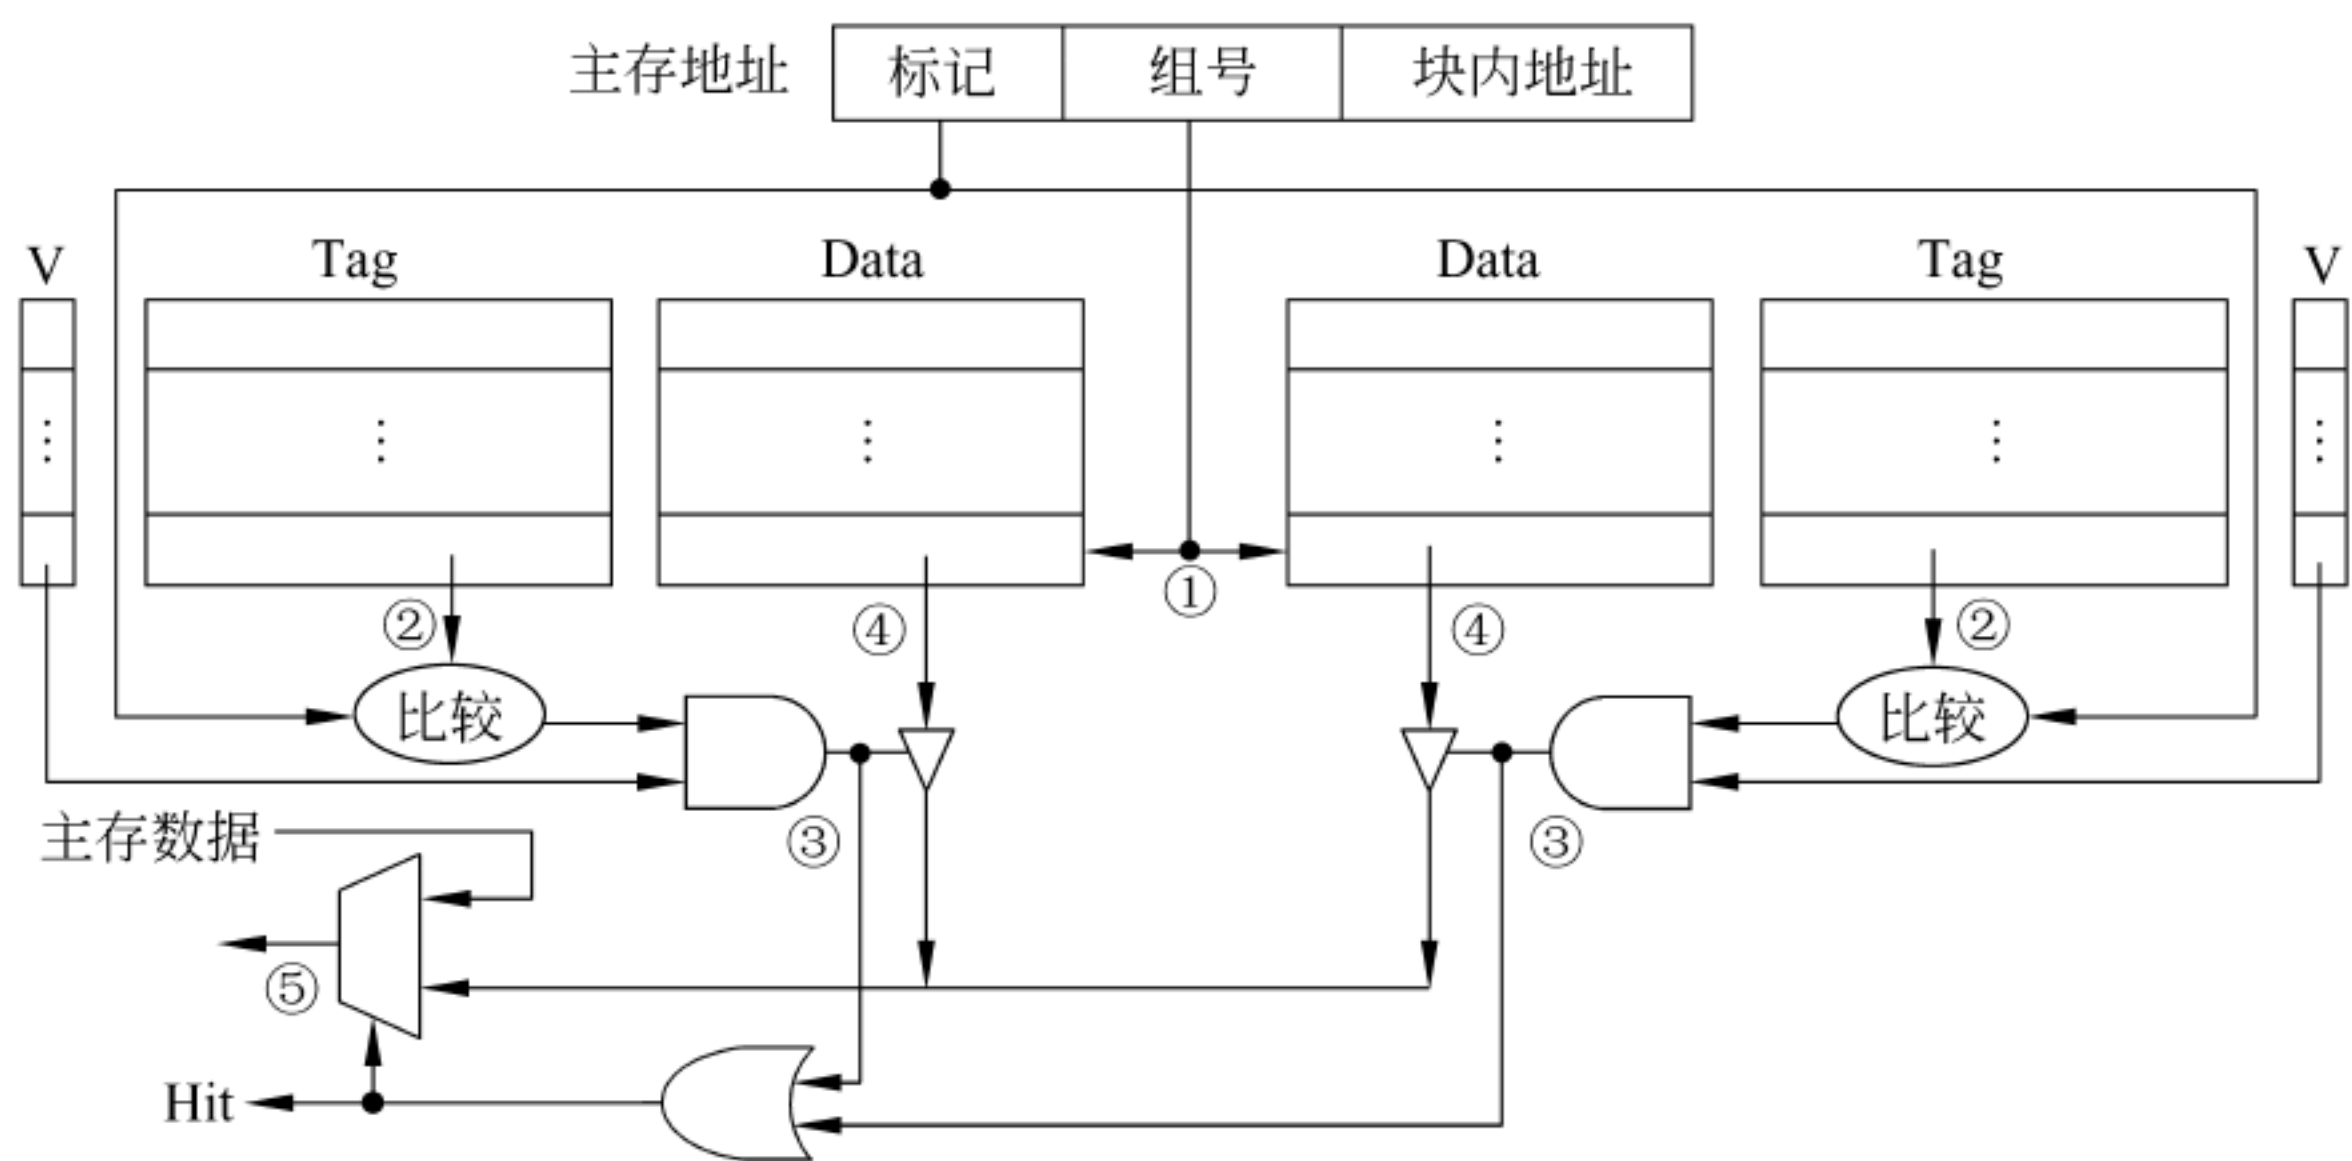 主存地址 标记 组号 块内地址
V Tag Data Data Tag V
⋮ ⋮ ⋮ ⋮ ⋮ ⋮
①
② ④ ④ ②
比较 比较
主存数据 ③ ③
⑤
Hit